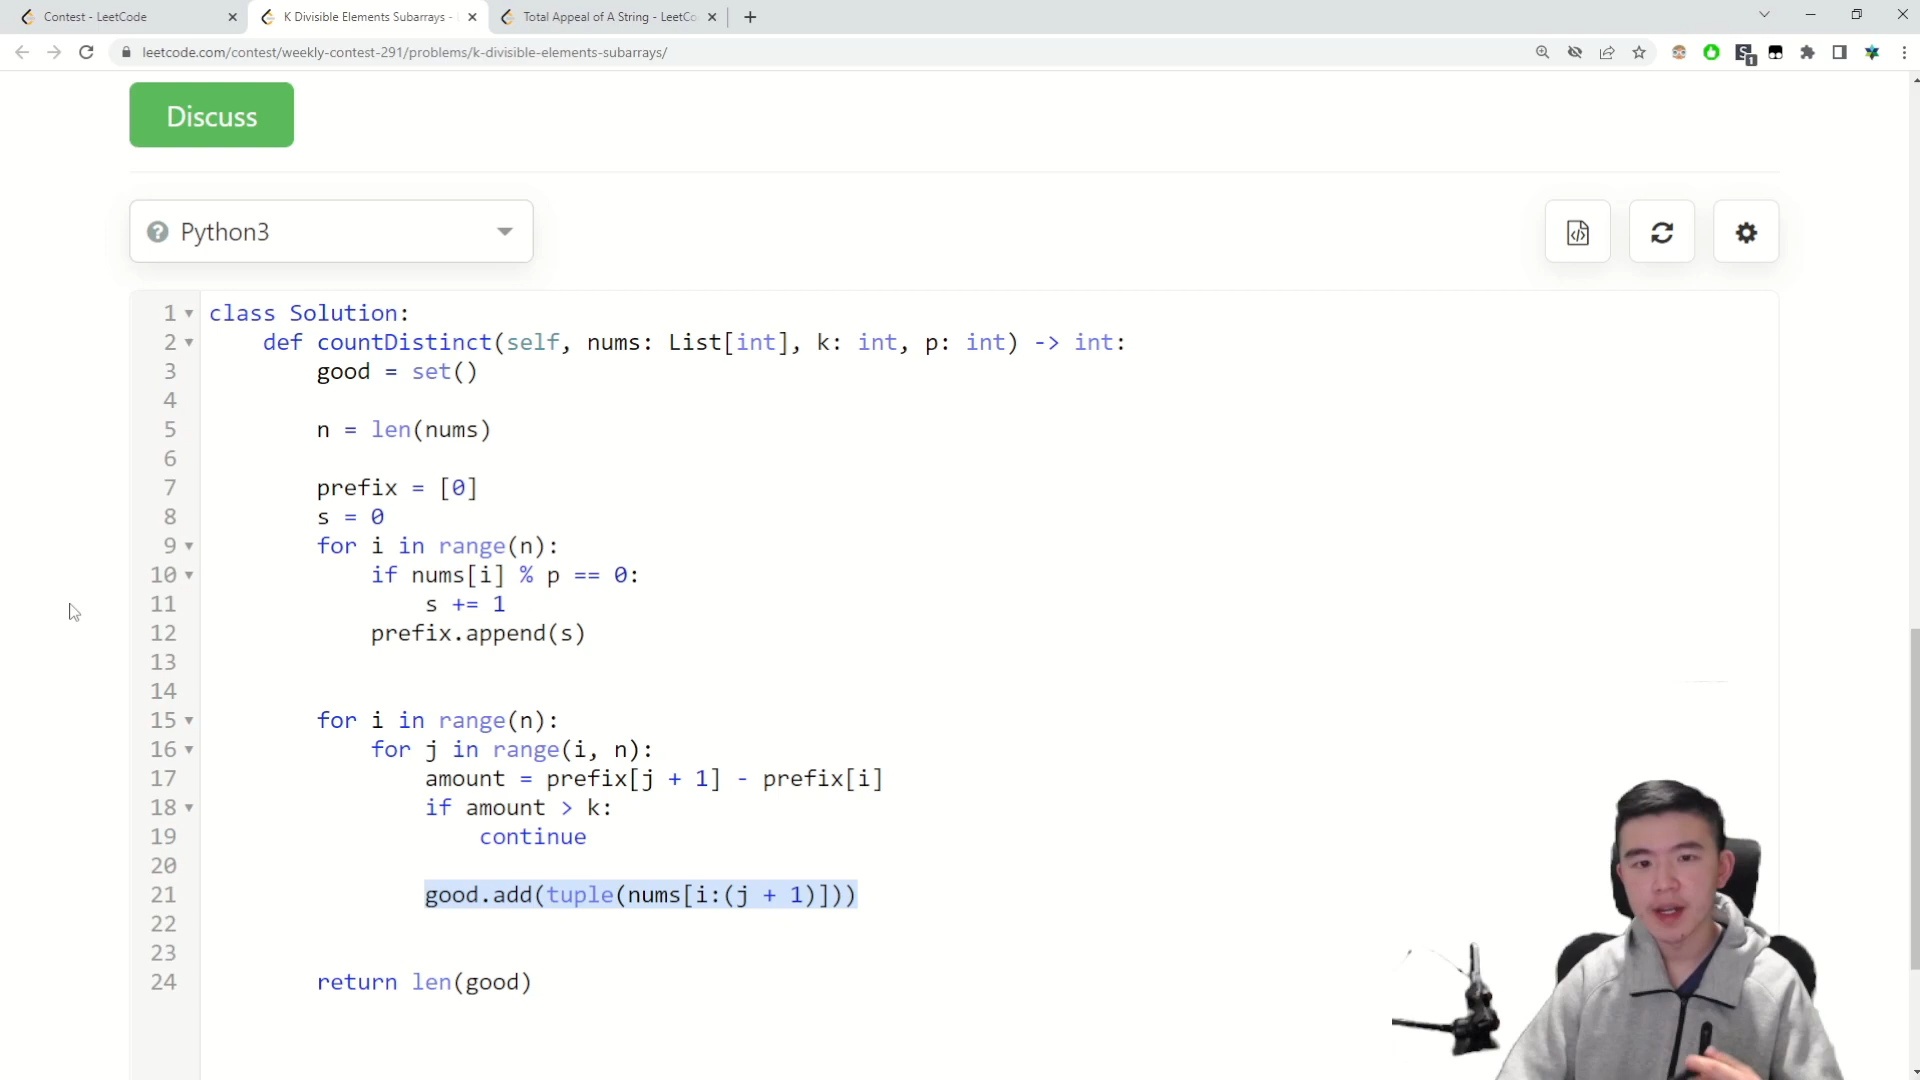 Contest - LeetCode
K Divisible Elements Subarrays -
Total Appeal of A String - LeetCo
leetcode.com/contest/weekly-contest-291/problems/k-divisible-elements-subarrays/
Discuss
Python3
1 class Solution:
2 def countDistinct(self, nums: List[int], k: int, p: int) -> int:
3 good = set()
4
5 n = len(nums)
6
7 prefix = [0]
8 s = 0
9 for i in range(n):
10 if nums[i] % p == 0:
11 s += 1
12 prefix.append(s)
13
14
15 for i in range(n):
16 for j in range(i, n):
17 amount = prefix[j + 1] - prefix[i]
18 if amount > k:
19 continue
20
21 good.add(tuple(nums[i:(j + 1)]))
22
23
24 return len(good)